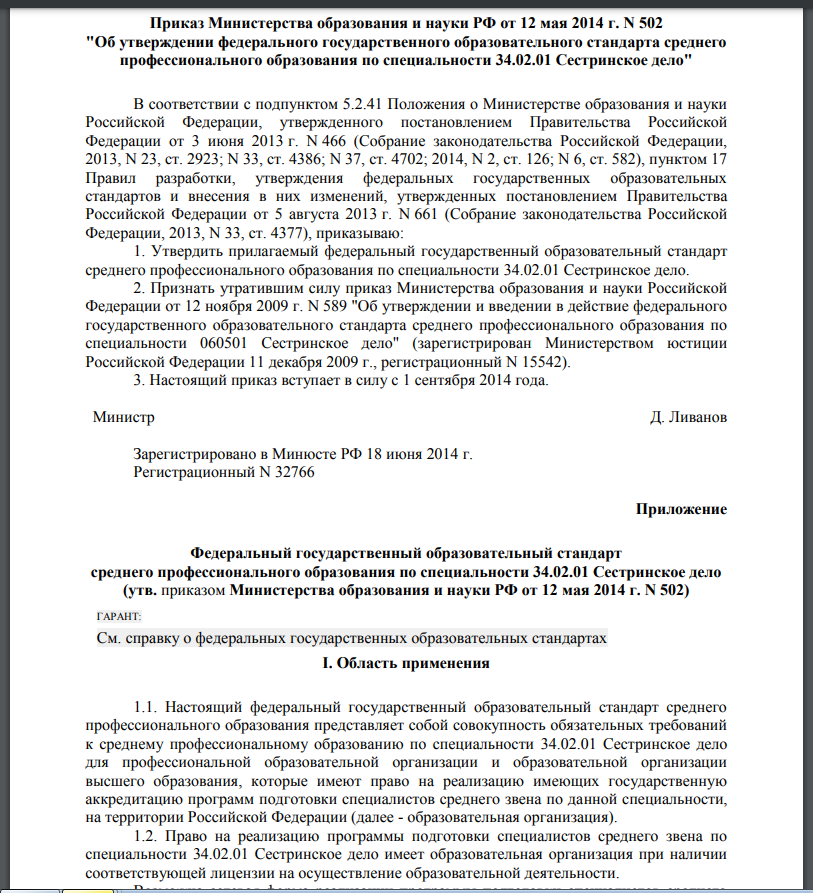 Приказ Министерства образования и науки РФ от 12 мая 2014 г. N 502
"Об утверждении федерального государственного образовательного стандарта среднего
профессионального образования по специальности 34.02.01 Сестринское дело"
В соответствии с подпунктом 5.2.41 Положения о Министерстве образования и науки
Российской Федерации, утвержденного постановлением Правительства Российской
Федерации от 3 июня 2013 г. N 466 (Собрание законодательства Российской Федерации,
2013, N 23, ст. 2923; N 33, ст. 4386; N 37, ст. 4702; 2014, N 2, ст. 126; N 6, ст. 582), пунктом 17
Правил разработки, утверждения федеральных государственных образовательных
стандартов и внесения в них изменений, утвержденных постановлением Правительства
Российской Федерации от 5 августа 2013 г. N 661 (Собрание законодательства Российской
Федерации, 2013, N 33, ст. 4377), приказываю:
1. Утвердить прилагаемый федеральный государственный образовательный стандарт
среднего профессионального образования по специальности 34.02.01 Сестринское дело.
2. Признать утратившим силу приказ Министерства образования и науки Российской
Федерации от 12 ноября 2009 г. N 589 "Об утверждении и введении в действие федерального
государственного образовательного стандарта среднего профессионального образования по
специальности 060501 Сестринское дело" (зарегистрирован Министерством юстиции
Российской Федерации 11 декабря 2009 г., регистрационный N 15542).
3. Настоящий приказ вступает в силу с 1 сентября 2014 года.
Министр Д. Ливанов
Зарегистрировано в Минюсте РФ 18 июня 2014 г.
Регистрационный N 32766
Приложение
Федеральный государственный образовательный стандарт
среднего профессионального образования по специальности 34.02.01 Сестринское дело
(утв. приказом Министерства образования и науки РФ от 12 мая 2014 г. N 502)
ГАРАНТ:
См. справку о федеральных государственных образовательных стандартах
I. Область применения
1.1. Настоящий федеральный государственный образовательный стандарт среднего
профессионального образования представляет собой совокупность обязательных требований
к среднему профессиональному образованию по специальности 34.02.01 Сестринское дело
для профессиональной образовательной организации и образовательной организации
высшего образования, которые имеют право на реализацию имеющих государственную
аккредитацию программ подготовки специалистов среднего звена по данной специальности,
на территории Российской Федерации (далее - образовательная организация).
1.2. Право на реализацию программы подготовки специалистов среднего звена по
специальности 34.02.01 Сестринское дело имеет образовательная организация при наличии
соответствующей лицензии на осуществление образовательной деятельности.